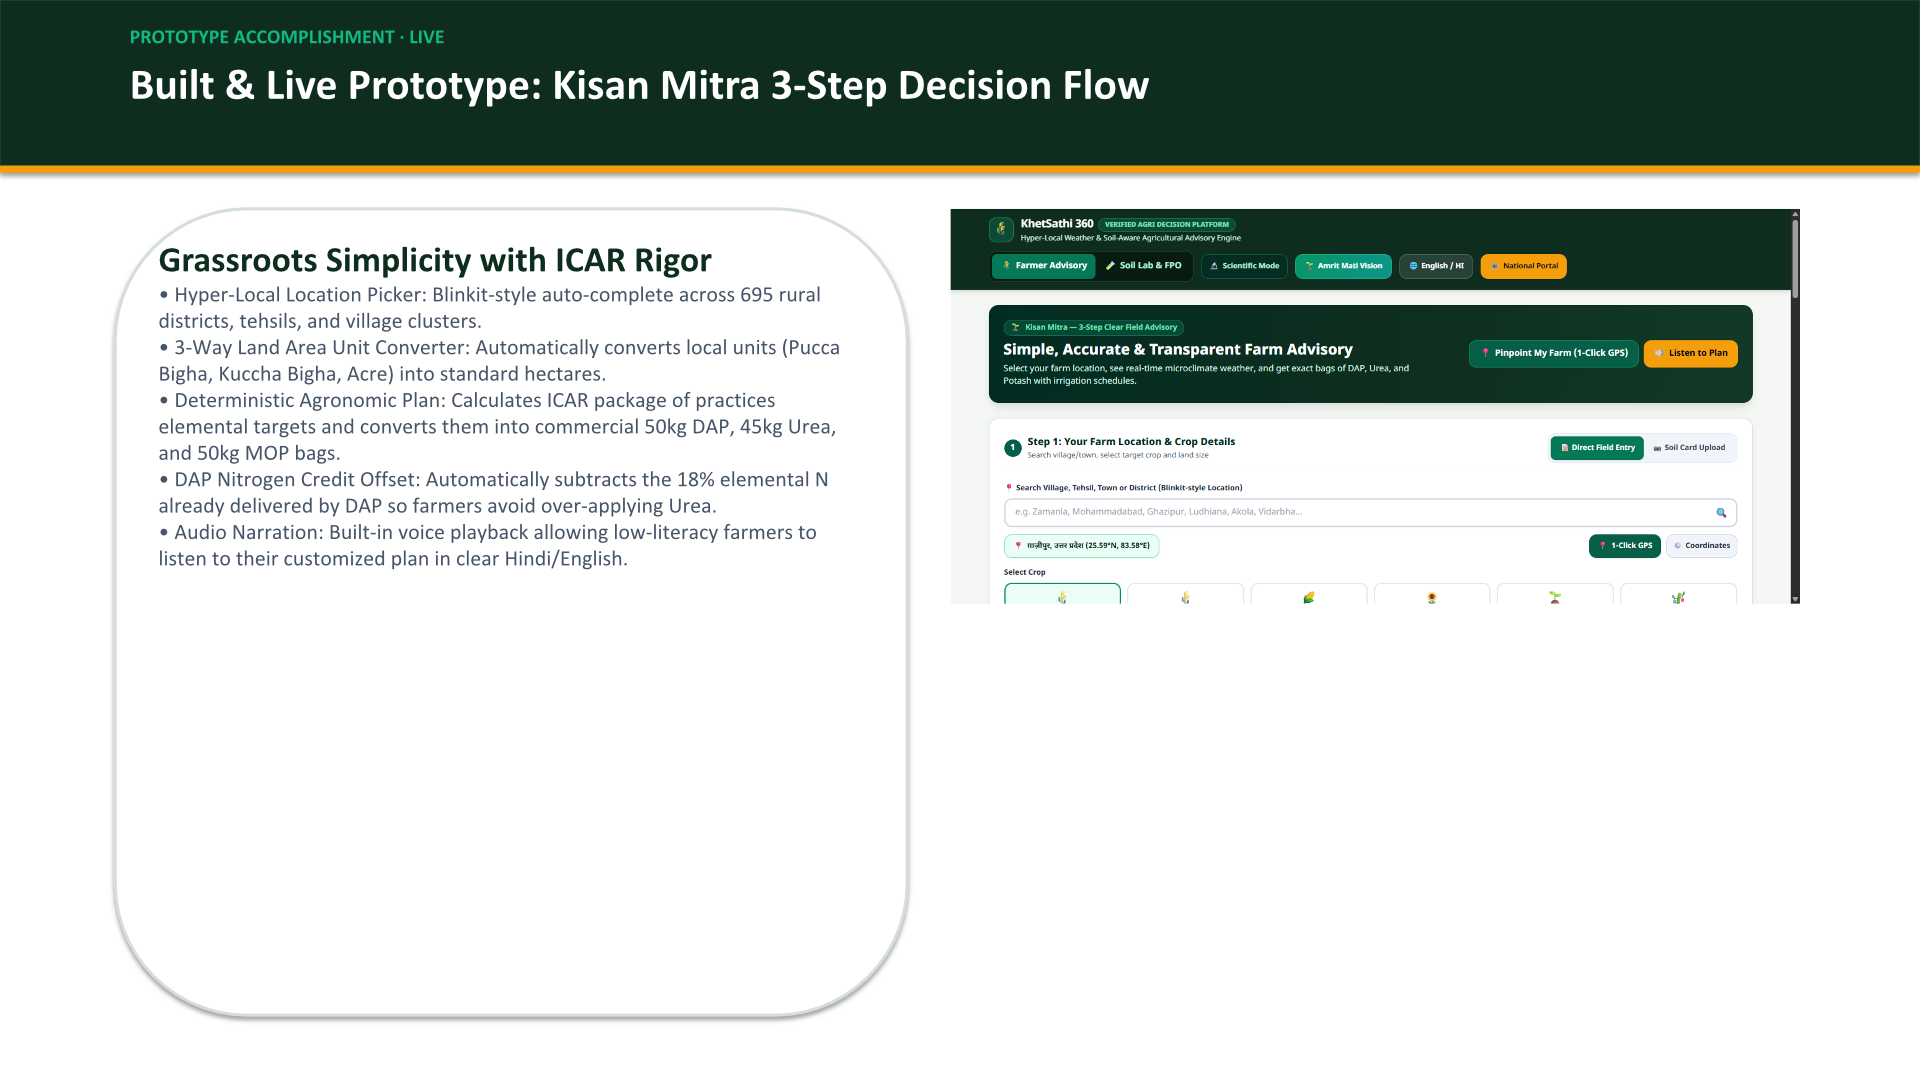 PROTOTYPE ACCOMPLISHMENT · LIVE
Built & Live Prototype: Kisan Mitra 3-Step Decision Flow
Grassroots Simplicity with ICAR Rigor
• Hyper-Local Location Picker: Blinkit-style auto-complete across 695 rural
districts, tehsils, and village clusters.
• 3-Way Land Area Unit Converter: Automatically converts local units (Pucca
Bigha, Kuccha Bigha, Acre) into standard hectares.
• Deterministic Agronomic Plan: Calculates ICAR package of practices
elemental targets and converts them into commercial 50kg DAP, 45kg Urea,
and 50kg MOP bags.
• DAP Nitrogen Credit Offset: Automatically subtracts the 18% elemental N
already delivered by DAP so farmers avoid over-applying Urea.
• Audio Narration: Built-in voice playback allowing low-literacy farmers to
listen to their customized plan in clear Hindi/English.
KhetSathi 360 VERIFIED AGRI DECISION PLATFORM
Hyper-Local Weather & Soil-Aware Agricultural Advisory Engine
Farmer Advisory Soil Lab & FPO Scientific Mode Amrit Mati Vision English / HI National Portal
Kisan Mitra — 3-Step Clear Field Advisory
Simple, Accurate & Transparent Farm Advisory
Select your farm location, see real-time microclimate weather, and get exact bags of DAP, Urea, and
Potash with irrigation schedules.
Pinpoint My Farm (1-Click GPS) Listen to Plan
1 Step 1: Your Farm Location & Crop Details
Search village/town, select target crop and land size
Direct Field Entry Soil Card Upload
Search Village, Tehsil, Town or District (Blinkit-style Location)
e.g. Zamania, Mohammadabad, Ghazipur, Ludhiana, Akola, Vidarbha...
ग़ाज़ीपुर, उत्तर प्रदेश (25.59°N, 83.58°E) 1-Click GPS Coordinates
Select Crop